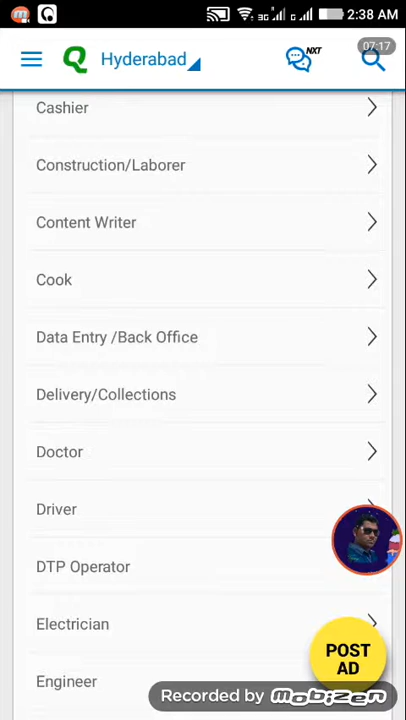 3G
2:38 AM
Hyderabad
NXT
07:17
Cashier
Construction/Laborer
Content Writer
Cook
Data Entry /Back Office
Delivery/Collections
Doctor
Driver
DTP Operator
Electrician
POST
AD
Engineer
Recorded by mobizen